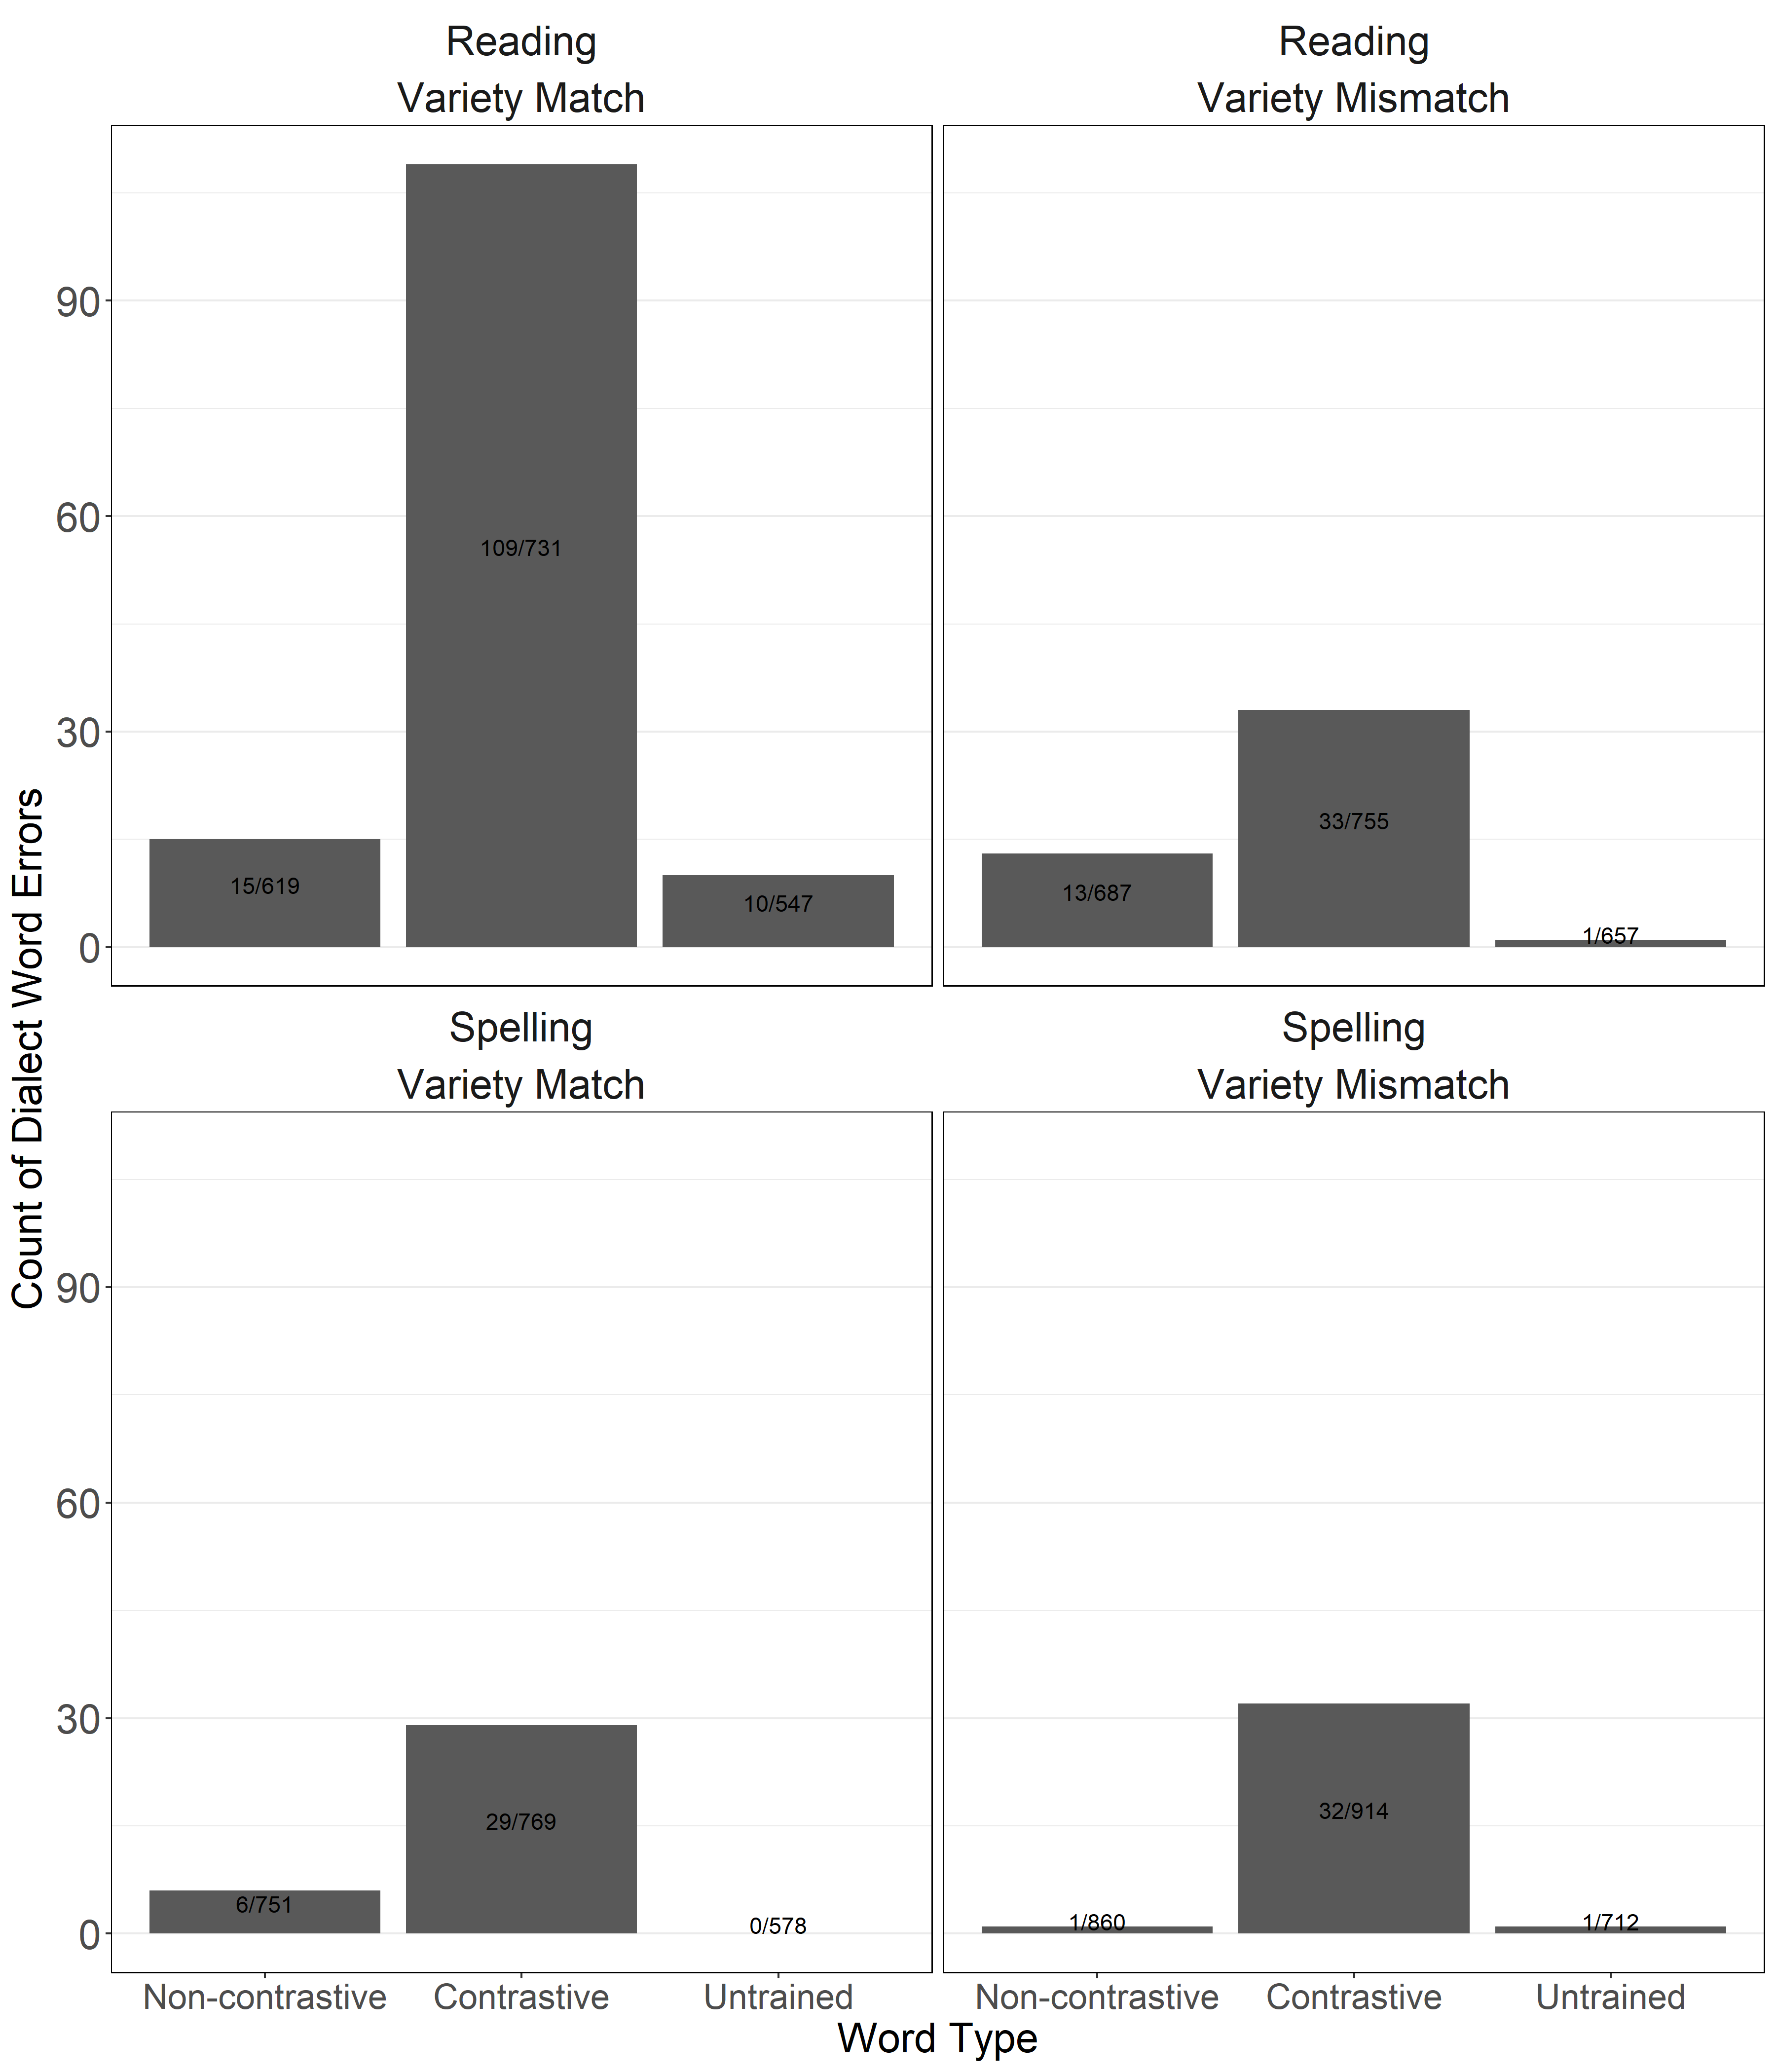 Reading
Variety Match
Reading
Variety Mismatch
90
60
30
0
109/731
15/619
10/547
33/755
13/687
1/657
Count of Dialect Word Errors
Spelling
Variety Match
Spelling
Variety Mismatch
90
60
30
0
29/769
6/751
0/578
32/914
1/860
1/712
Non-contrastive Contrastive Untrained
Non-contrastive Contrastive Untrained
Word Type